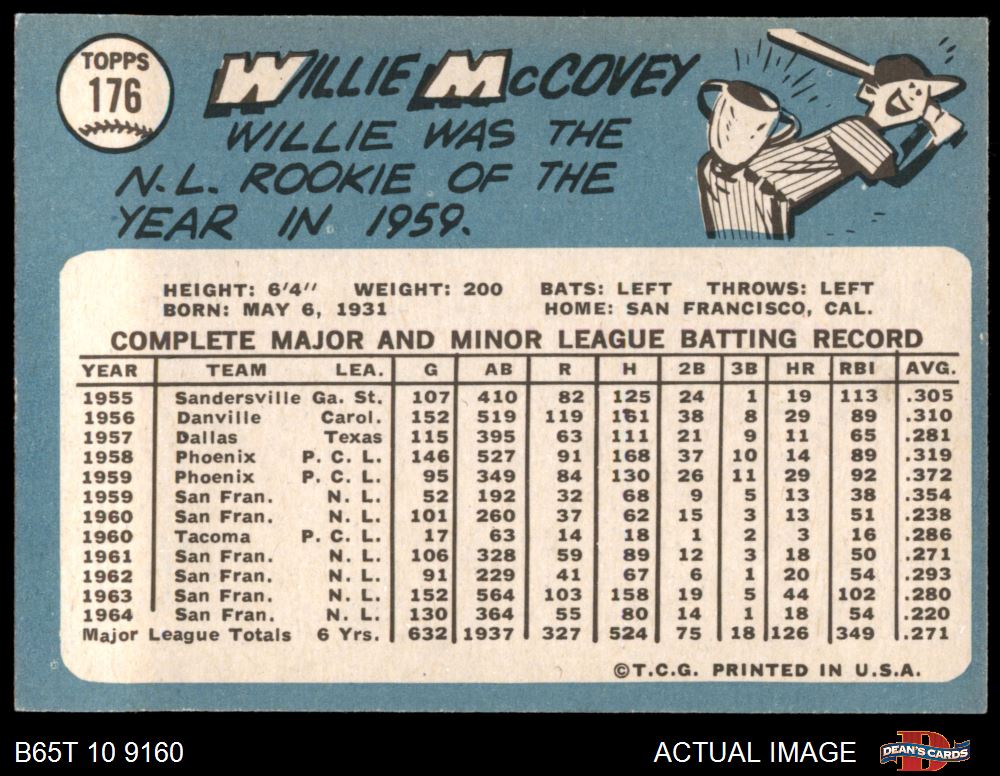 TOPPS
176
WILLIE McCOVEY
WILLIE WAS THE
N.L. ROOKIE OF THE
YEAR IN 1959.
HEIGHT: 6'4" WEIGHT: 200 BATS: LEFT THROWS: LEFT
BORN: MAY 6, 1931 HOME: SAN FRANCISCO, CAL.
COMPLETE MAJOR AND MINOR LEAGUE BATTING RECORD
YEAR TEAM LEA. G AB R H 2B 3B HR RBI AVG.
1955 Sandersville Ga. St. 107 410 82 125 24 1 19 113 .305
1956 Danville Carol. 152 519 119 161 38 8 29 89 .310
1957 Dallas Texas 115 395 63 111 21 9 11 65 .281
1958 Phoenix P. C. L. 146 527 91 168 37 10 14 89 .319
1959 Phoenix P. C. L. 95 349 84 130 26 11 29 92 .372
1959 San Fran. N. L. 52 192 32 68 9 5 13 38 .354
1960 San Fran. N. L. 101 260 37 62 15 3 13 51 .238
1960 Tacoma P. C. L. 17 63 14 18 1 2 3 16 .286
1961 San Fran. N. L. 106 328 59 89 12 3 18 50 .271
1962 San Fran. N. L. 91 229 41 67 6 1 20 54 .293
1963 San Fran. N. L. 152 564 103 158 19 5 44 102 .280
1964 San Fran. N. L. 130 364 55 80 14 1 18 54 .220
Major League Totals 6 Yrs. 632 1937 327 524 75 18 126 349 .271
©T.C.G. PRINTED IN U.S.A.
B65T 10 9160 ACTUAL IMAGE DEAN'S CARDS